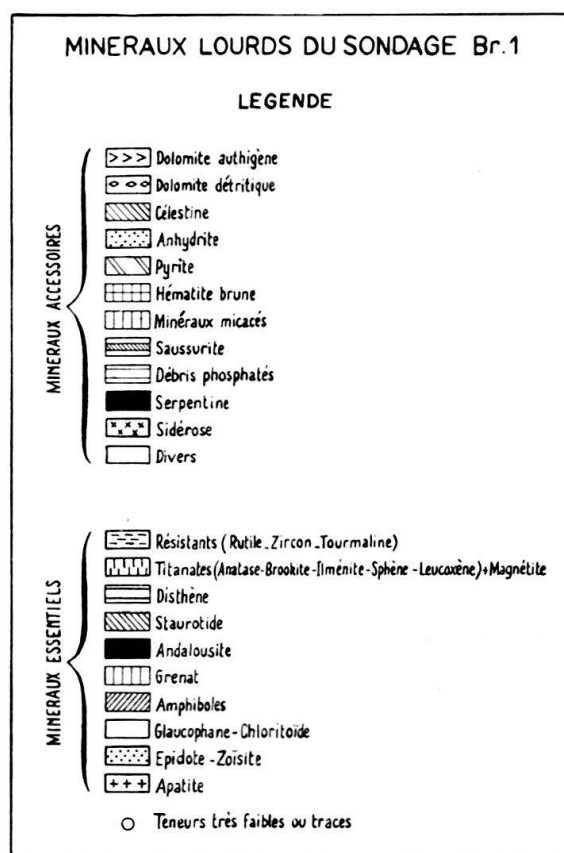 MINERAUX LOURDS DU SONDAGE Br.1
LEGENDE
MINERAUX ACCESSOIRES
Dolomite authigène
Dolomite détritique
Célestine
Anhydrite
Pyrite
Hématite brune
Minéraux micacés
Saussurite
Débris phosphatés
Serpentine
Sidérose
Divers
MINERAUX ESSENTIELS
Résistants (Rutile_Zircon_Tourmaline)
Titanates (Anatase-Brookite-Ilménite-Sphène-Leucoxène)+Magnétite
Disthène
Staurotide
Andalousite
Grenat
Amphiboles
Glaucophane-Chloritoïde
Epidote-Zoïsite
Apatite
Teneurs très faibles ou traces